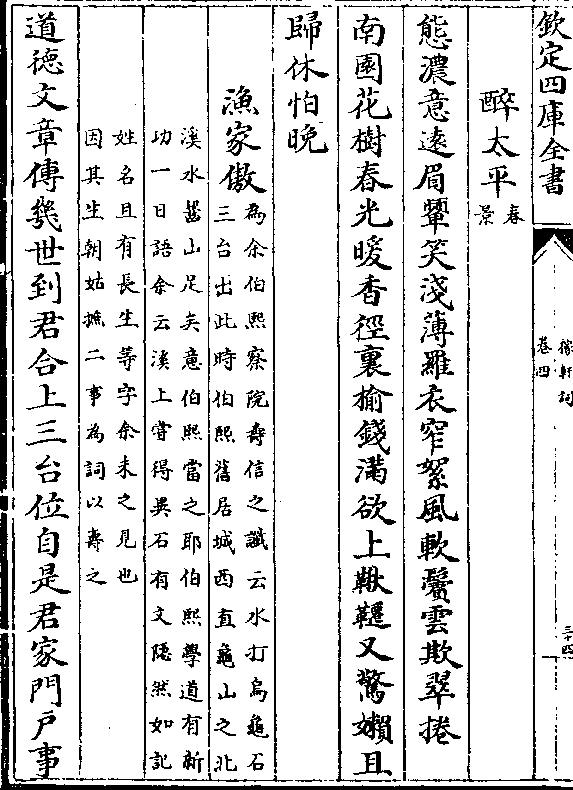 欽定四庫全書
稼軒詞
卷四
三十四
醉太平春景
態濃意遠眉顰笑淺薄羅衣窄絮風軟鬢雲欺翠捲
南園花樹春光暖香徑裏榆錢滿欲上鞦韆又驚嬾且
歸休怕晚
漁家傲為余伯熙察院壽信之讖云水打烏龜石
三台出此時伯熙舊居城西直龜山之北
溪水齧山足矣意伯熙當之耶伯熙學道有新
功一日語余云溪上嘗得異石有文隱然如記
姓名且有長生等字余未之見也
因其生朝姑摭二事為詞以壽之
道德文章傳幾世到君合上三台位自是君家門戶事